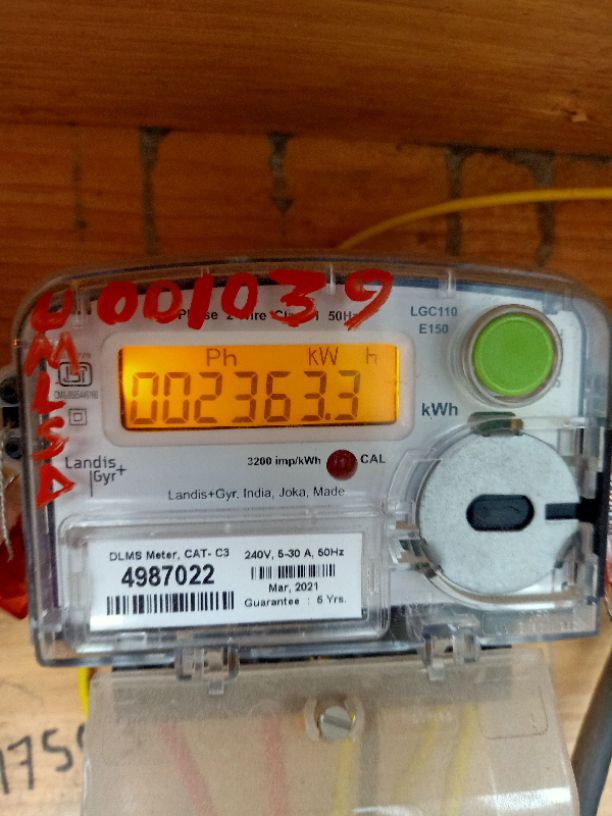 U 001039
MLSD
Phase 2 Wire Class 1 50Hz
LGC110
E150
Ph kW h
002363.3
kWh
Landis
Gyr+
3200 imp/kWh CAL
Landis+Gyr, India, Joka, Made
DLMS Meter, CAT- C3 240V, 5-30 A, 50Hz
4987022
Mar, 2021
Guarantee : 5 Yrs.
175